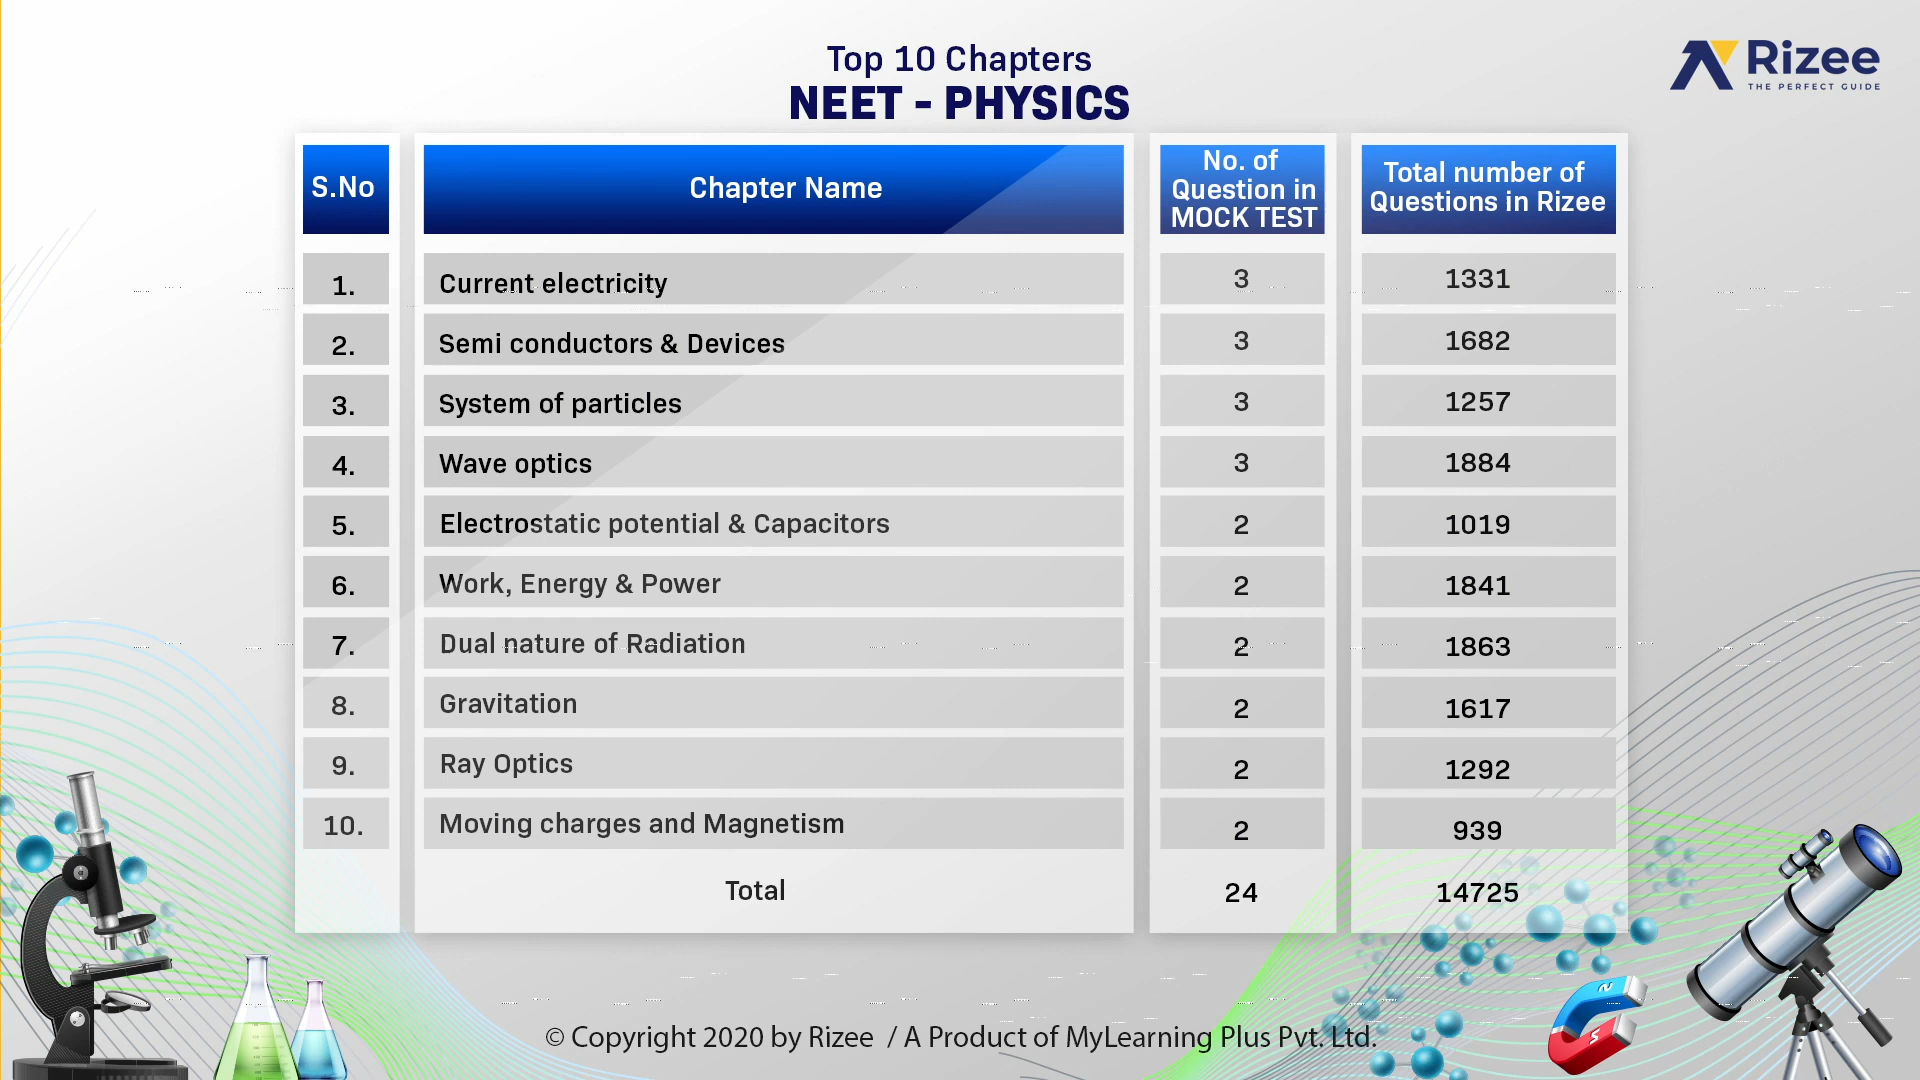 Top 10 Chapters
NEET - PHYSICS
Rizee
THE PERFECT GUIDE
S.No Chapter Name No. of Question in MOCK TEST Total number of Questions in Rizee
1. Current electricity 3 1331
2. Semi conductors & Devices 3 1682
3. System of particles 3 1257
4. Wave optics 3 1884
5. Electrostatic potential & Capacitors 2 1019
6. Work, Energy & Power 2 1841
7. Dual nature of Radiation 2 1863
8. Gravitation 2 1617
9. Ray Optics 2 1292
10. Moving charges and Magnetism 2 939
Total 24 14725
N
S
© Copyright 2020 by Rizee / A Product of MyLearning Plus Pvt. Ltd.